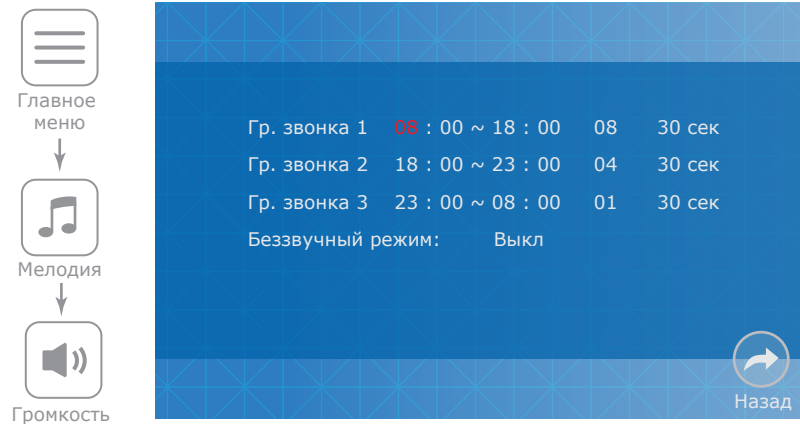 Главное
меню
Мелодия
Громкость
Гр. звонка 1 08 : 00 ~ 18 : 00 08 30 сек
Гр. звонка 2 18 : 00 ~ 23 : 00 04 30 сек
Гр. звонка 3 23 : 00 ~ 08 : 00 01 30 сек
Беззвучный режим: Выкл
Назад